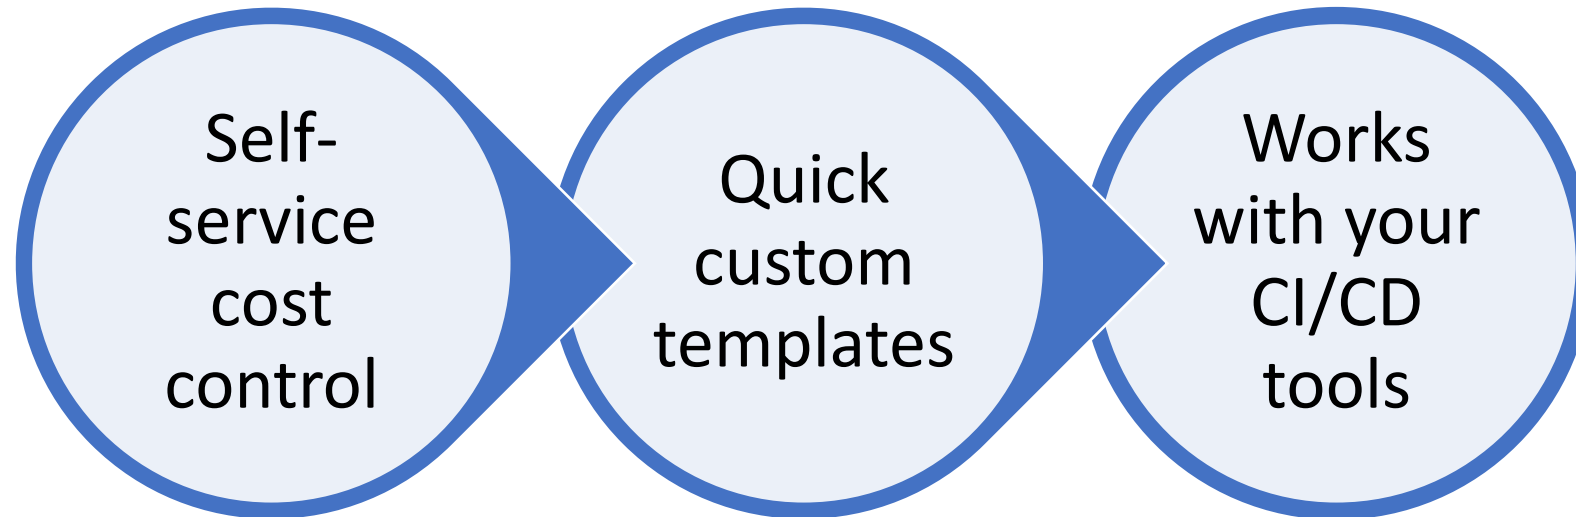 Self-
service
cost
control
Quick
custom
templates
Works
with your
CI/CD
tools